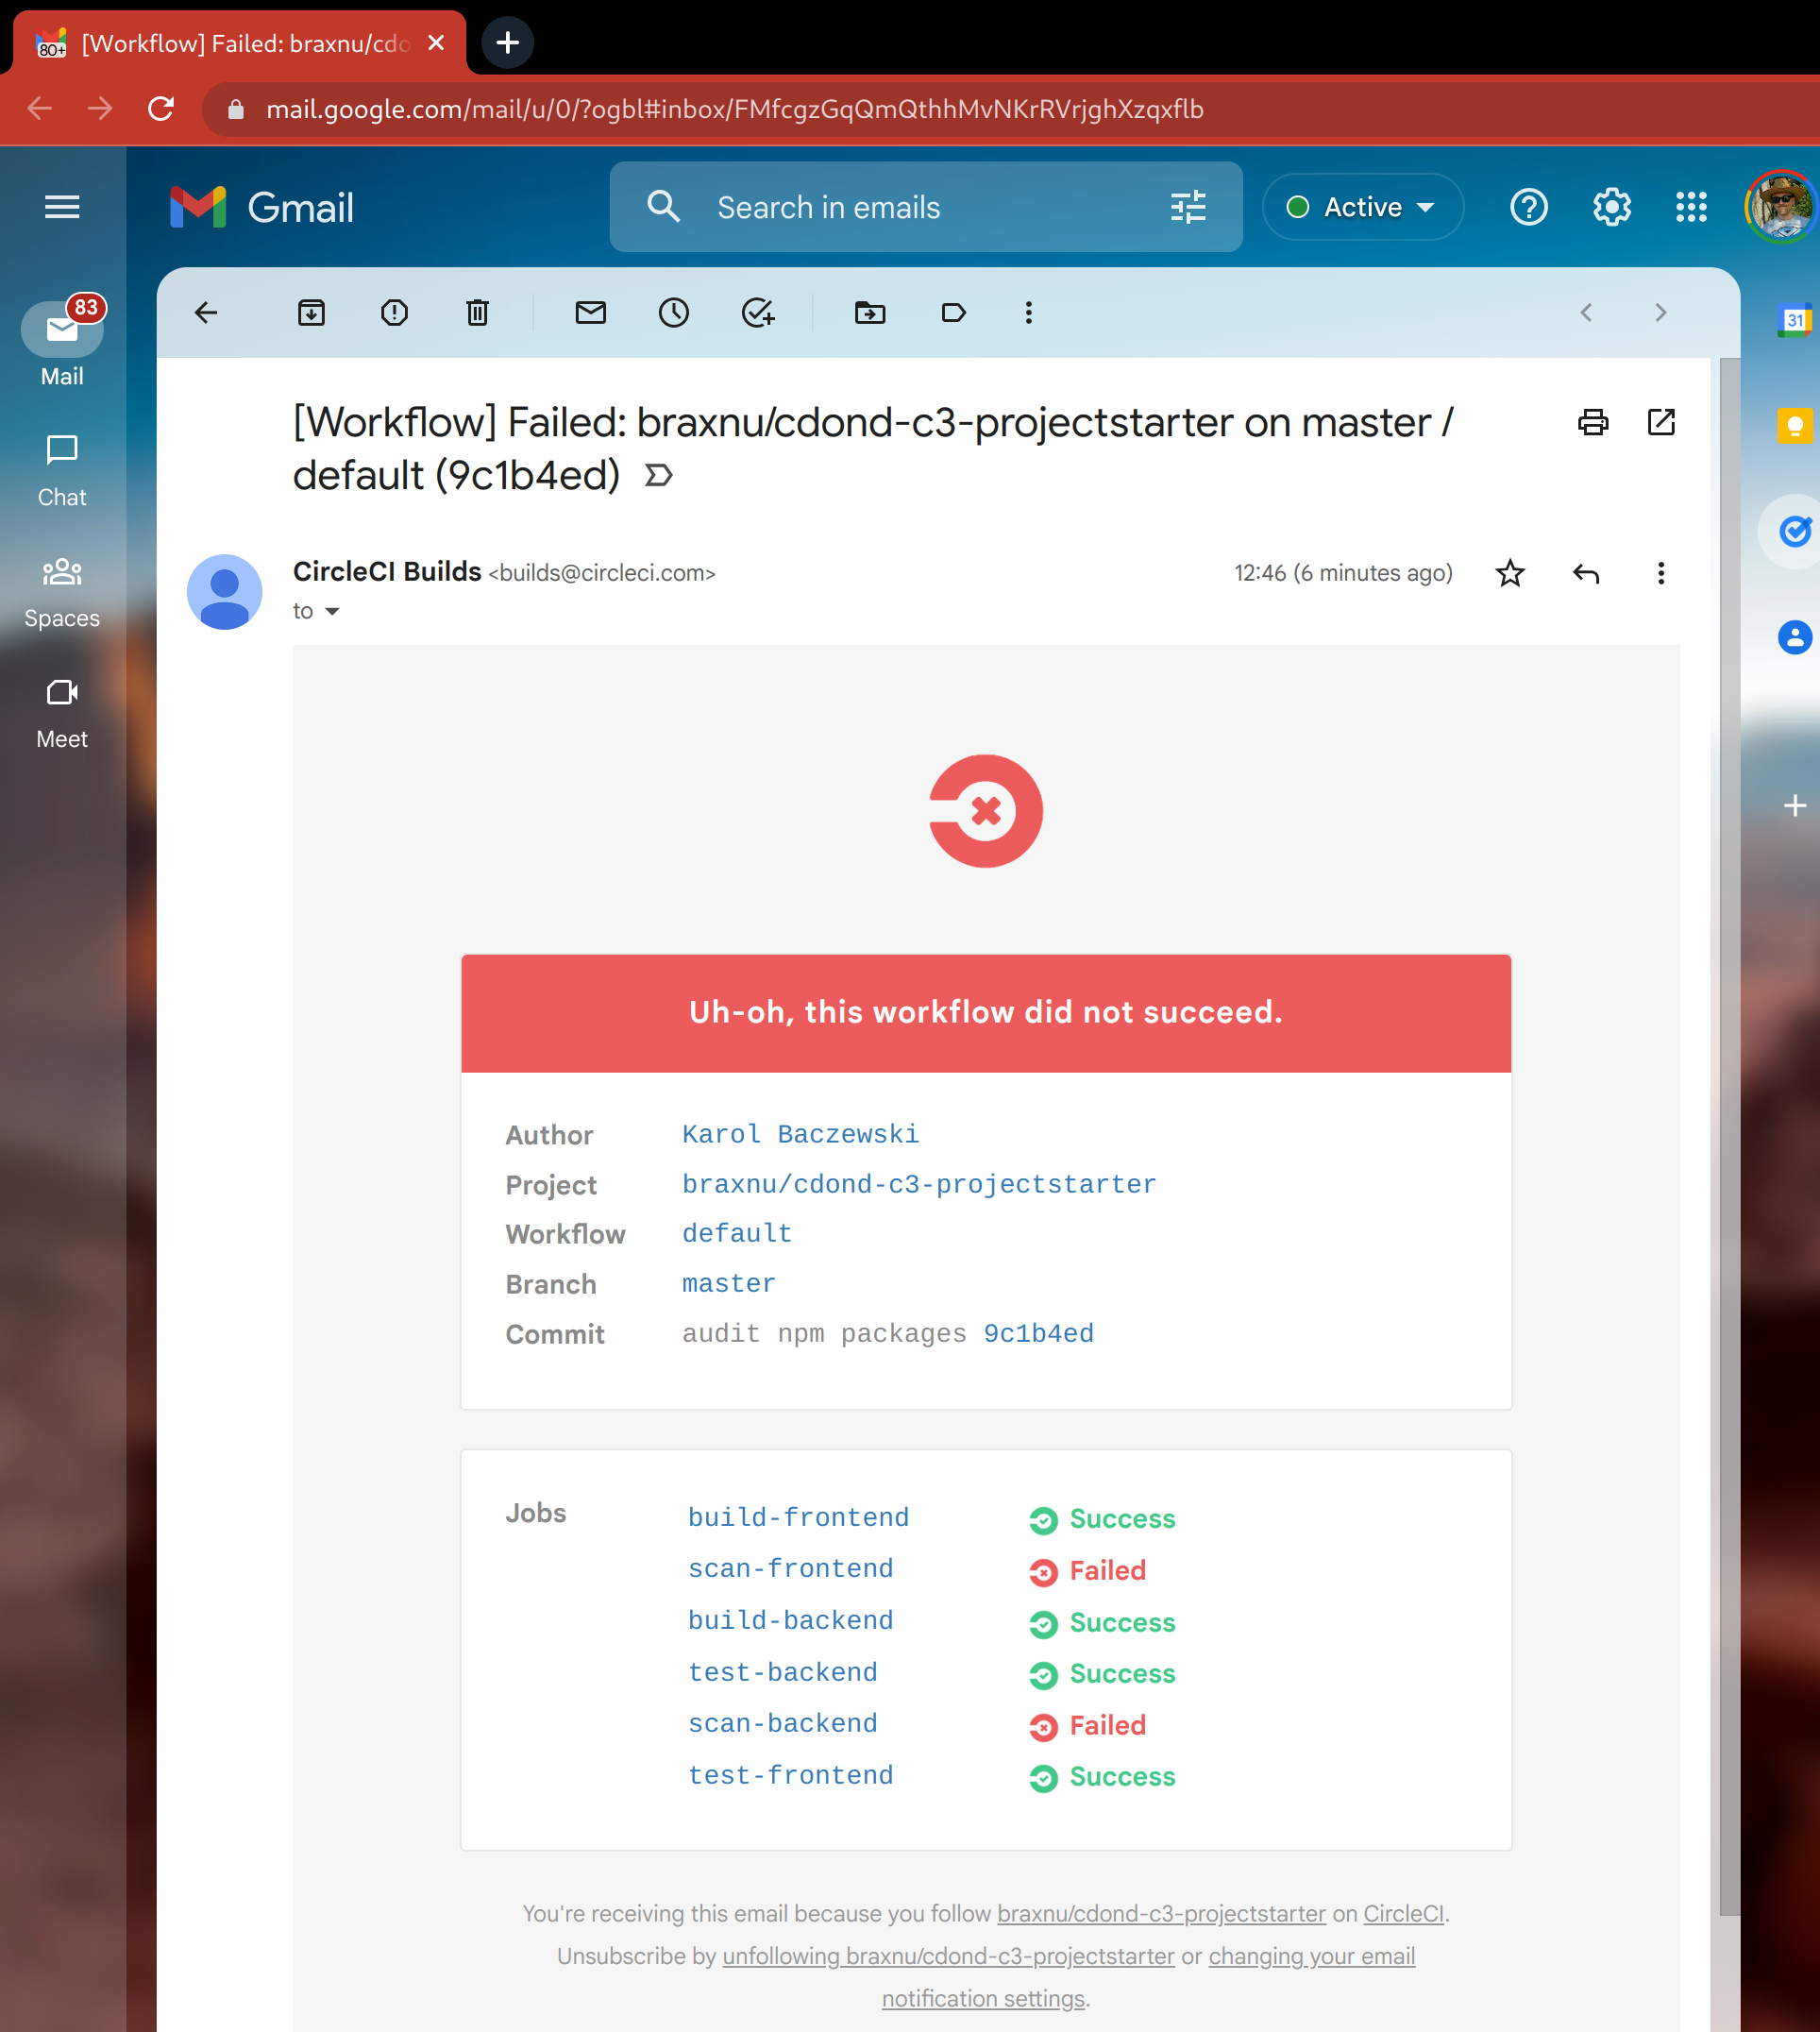 80+ [Workflow] Failed: braxnu/cdo
mail.google.com/mail/u/0/?ogbl#inbox/FMfcgzGqQmQthhMvNKrRVrjghXzqxflb
Gmail
Search in emails
Active
83
Mail
Chat
Spaces
Meet
31
[Workflow] Failed: braxnu/cdond-c3-projectstarter on master /
default (9c1b4ed)
CircleCI Builds <builds@circleci.com>
12:46 (6 minutes ago)
to
Uh-oh, this workflow did not succeed.
Author Karol Baczewski
Project braxnu/cdond-c3-projectstarter
Workflow default
Branch master
Commit audit npm packages 9c1b4ed
Jobs build-frontend Success
scan-frontend Failed
build-backend Success
test-backend Success
scan-backend Failed
test-frontend Success
You're receiving this email because you follow braxnu/cdond-c3-projectstarter on CircleCI.
Unsubscribe by unfollowing braxnu/cdond-c3-projectstarter or changing your email
notification settings.